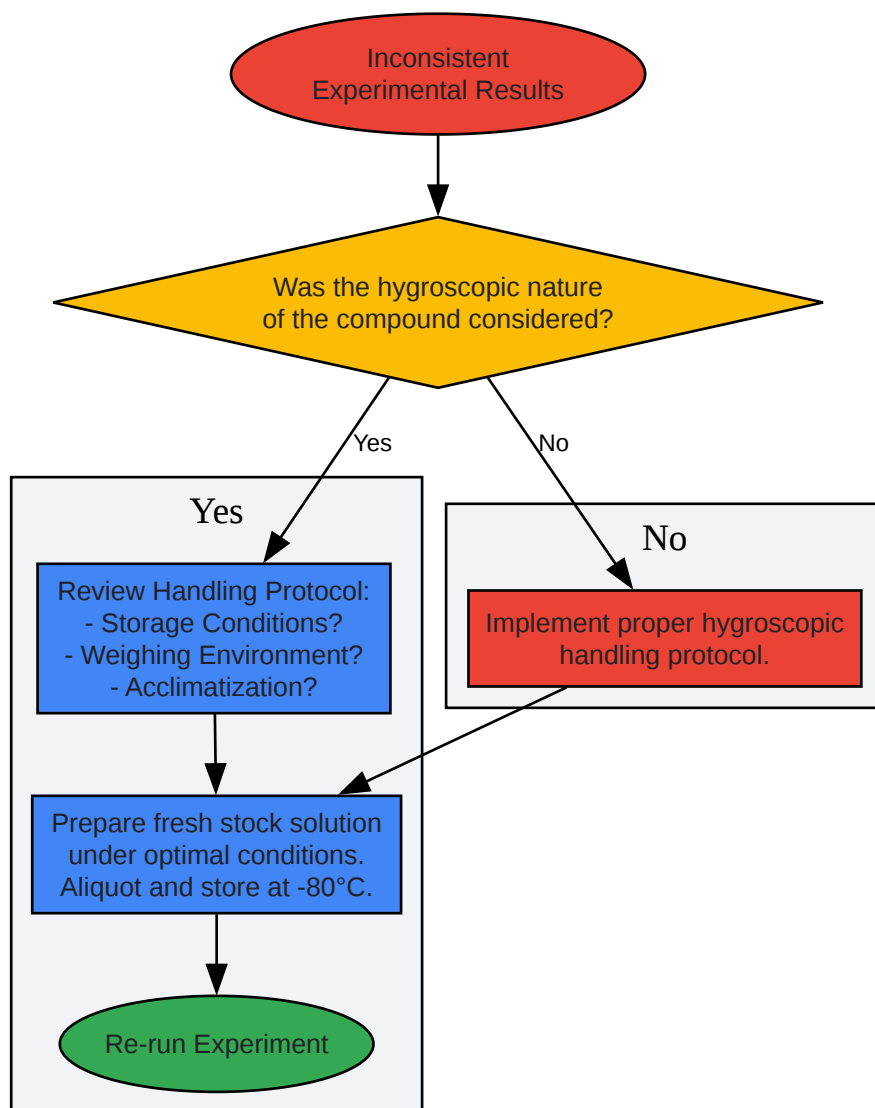 Inconsistent
Experimental Results
Was the hygroscopic nature
of the compound considered?
Yes
No
Yes
No
Review Handling Protocol:
- Storage Conditions?
- Weighing Environment?
- Acclimatization?
Implement proper hygroscopic
handling protocol.
Prepare fresh stock solution
under optimal conditions.
Aliquot and store at -80°C.
Re-run Experiment